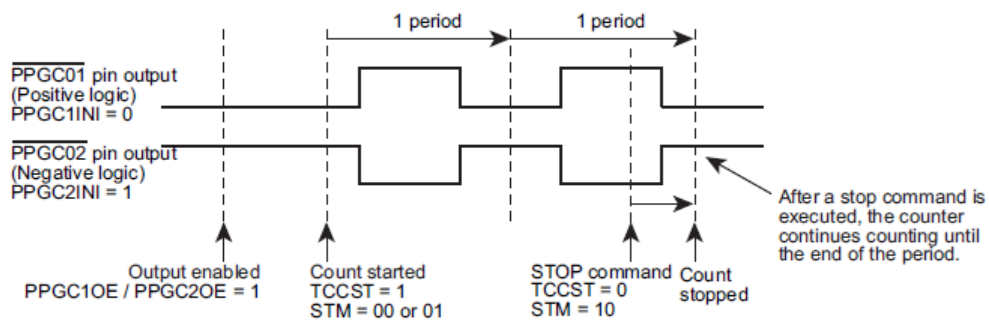 1 period
1 period
PPGC01 pin output
(Positive logic)
PPGC1INI = 0
PPGC02 pin output
(Negative logic)
PPGC2INI = 1
After a stop command is
executed, the counter
continues counting until
the end of the period.
Output enabled
PPGC1OE / PPGC2OE = 1
Count started
TCCST = 1
STM = 00 or 01
STOP command
TCCST = 0
STM = 10
Count
stopped